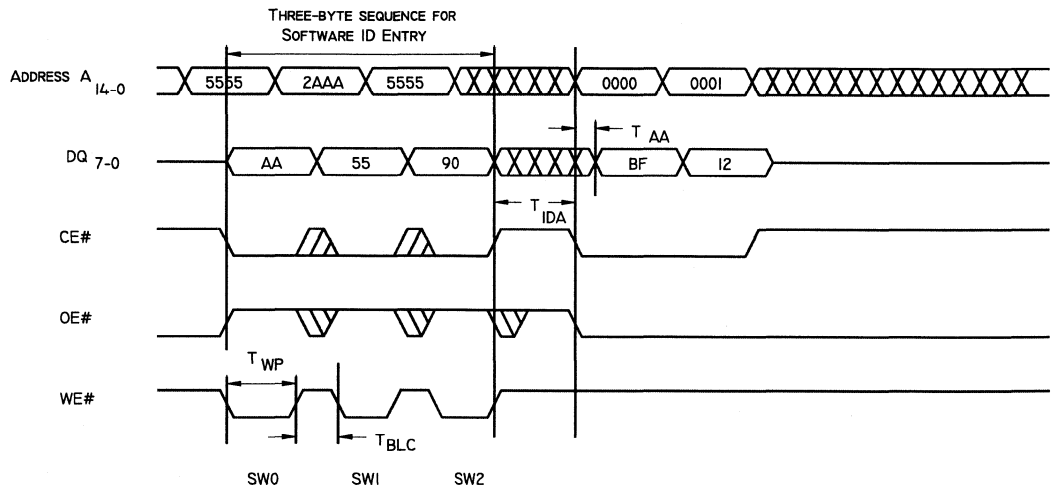 THREE-BYTE SEQUENCE FOR
SOFTWARE ID ENTRY
ADDRESS A 14-0
5555 2AAA 5555 0000 0001
T AA
DQ 7-0
AA 55 90 BF 12
T IDA
CE#
OE#
T WP
WE#
T BLC
SW0 SW1 SW2